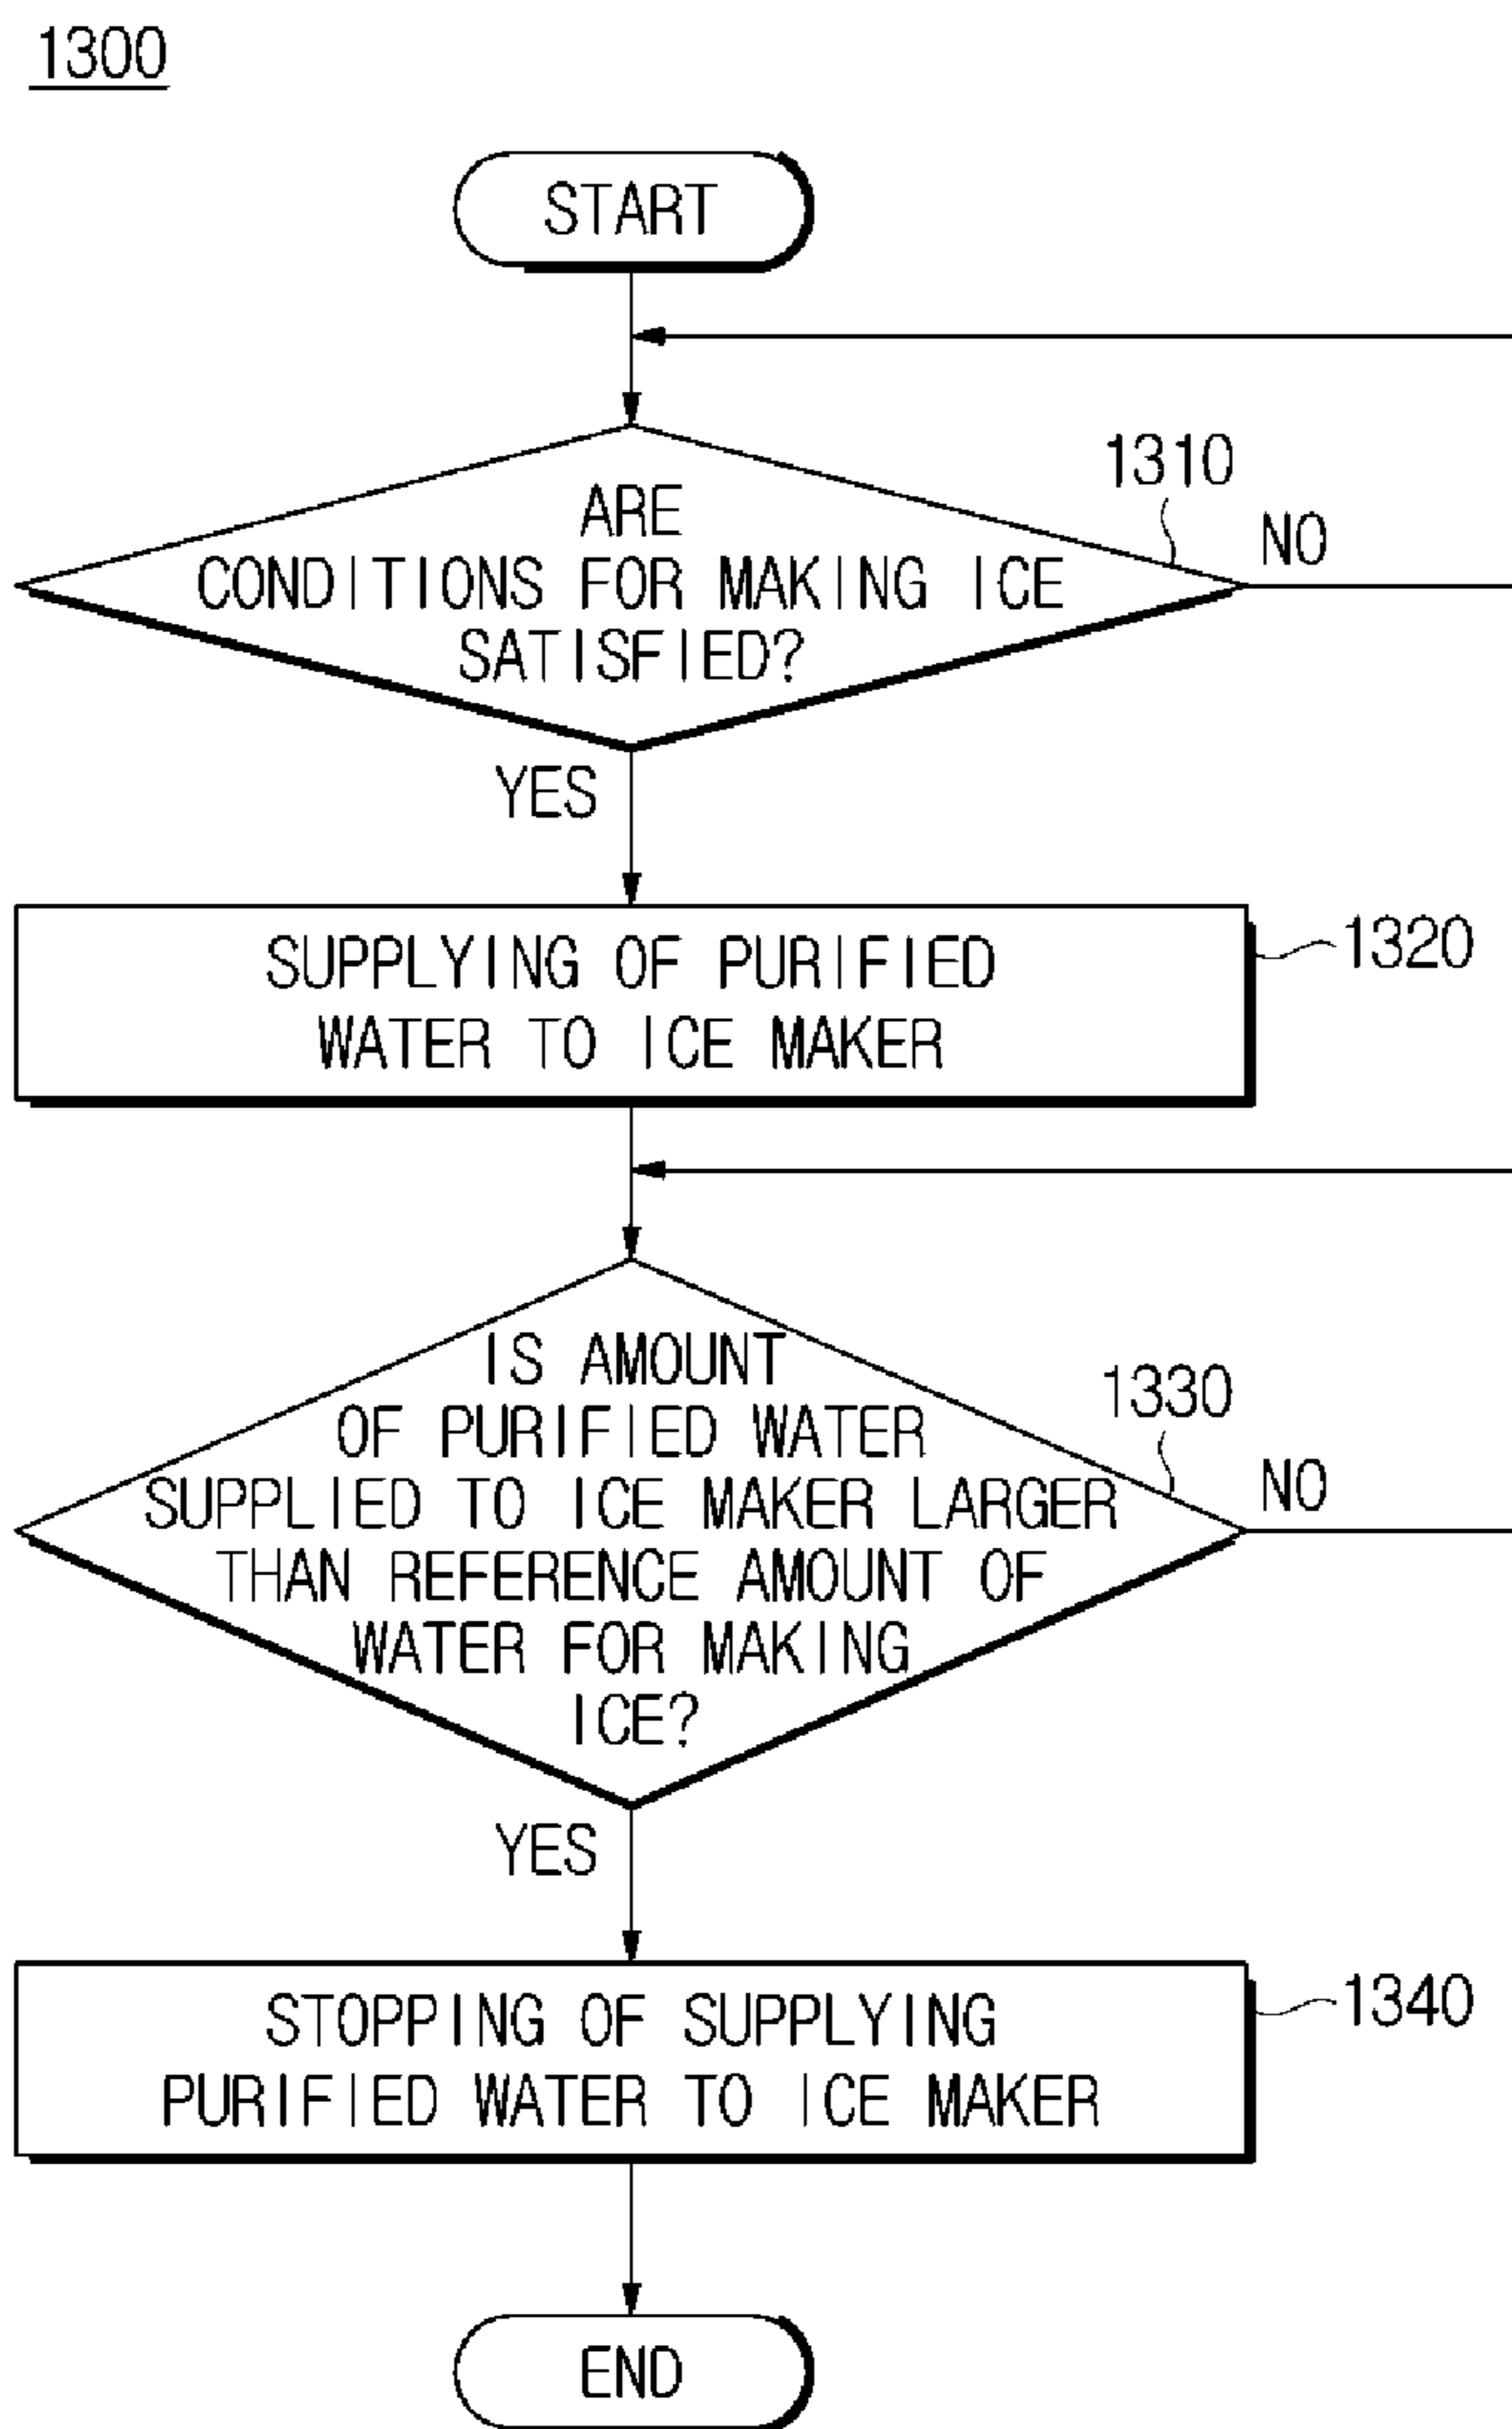 1300
START
1310
ARE
CONDITIONS FOR MAKING ICE
SATISFIED?
NO
YES
SUPPLYING OF PURIFIED
WATER TO ICE MAKER
1320
1330
IS AMOUNT
OF PURIFIED WATER
SUPPLIED TO ICE MAKER LARGER
THAN REFERENCE AMOUNT OF
WATER FOR MAKING
ICE?
NO
YES
STOPPING OF SUPPLYING
PURIFIED WATER TO ICE MAKER
1340
END